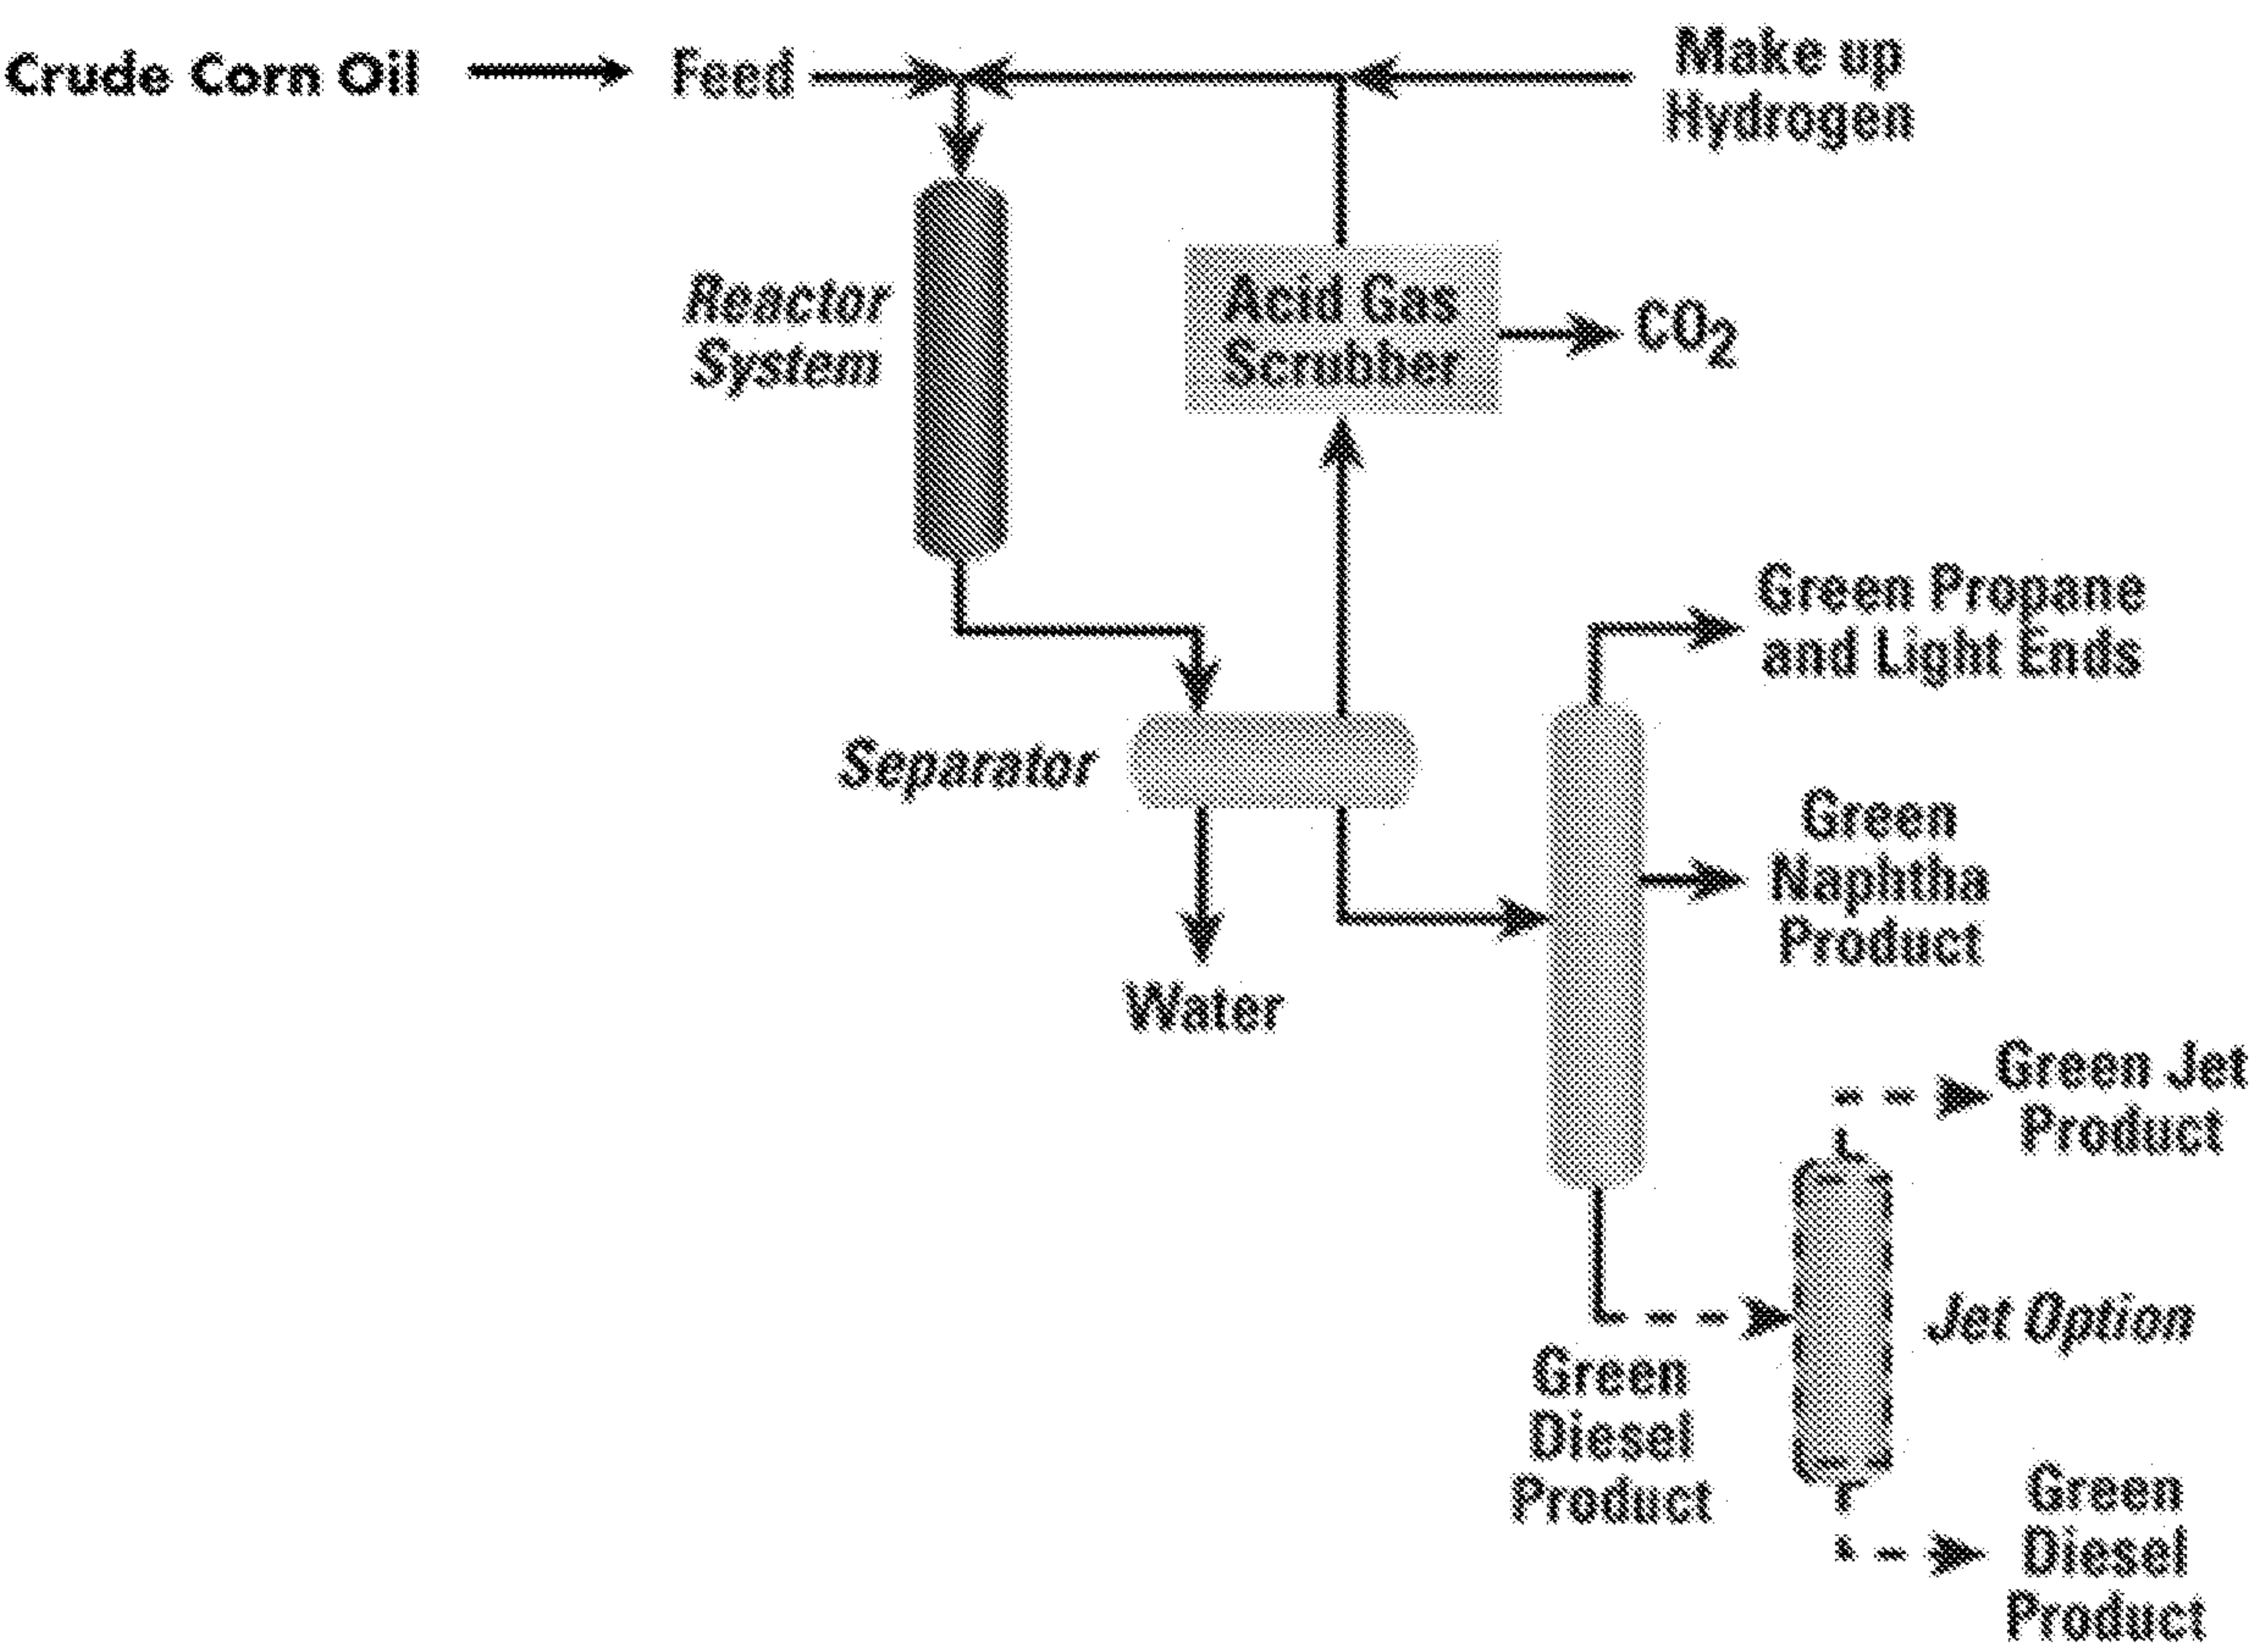 Crude Corn Oil
Feed
Make up
Hydrogen
Reactor
System
Acid Gas
Scrubber
CO2
Green Propane
and Light Ends
Separator
Green
Naphtha
Product
Water
Green Jet
Product
Jet Option
Green
Diesel
Product
Green
Diesel
Product